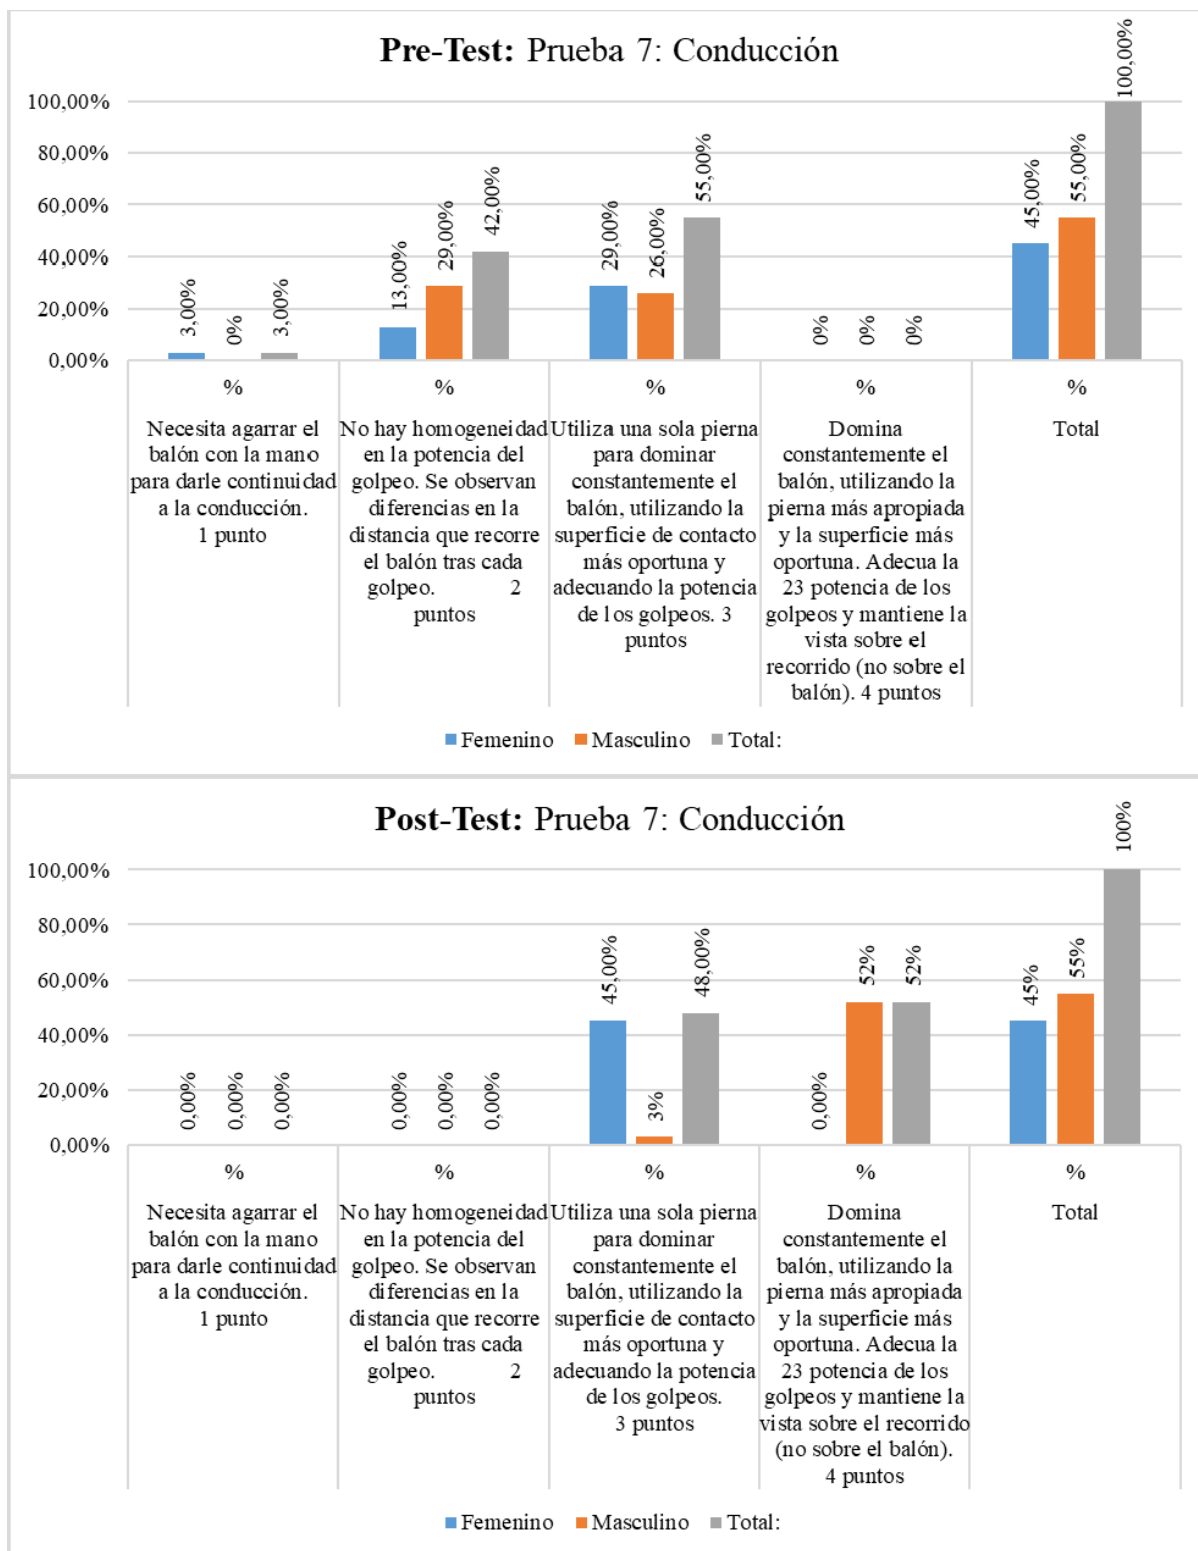 Pre-Test: Prueba 7: Conducción
100,00%
80,00%
60,00%
40,00%
20,00%
0,00%
3,00%
0%
3,00%
13,00%
29,00%
42,00%
29,00%
26,00%
55,00%
0%
0%
0%
45,00%
55,00%
100,00%
%
%
%
%
%
Necesita agarrar el
balón con la mano
para darle continuidad
a la conducción.
1 punto
No hay homogeneidad
en la potencia del
golpeo. Se observan
diferencias en la
distancia que recorre
el balón tras cada
golpeo. 2
puntos
Utiliza una sola pierna
para dominar
constantemente el
balón, utilizando la
superficie de contacto
más oportuna y
adecuando la potencia
de los golpeos. 3
puntos
Domina
constantemente el
balón, utilizando la
pierna más apropiada
y la superficie más
oportuna. Adecua la
23 potencia de los
golpeos y mantiene la
vista sobre el
recorrido (no sobre el
balón). 4 puntos
Total
Femenino Masculino Total:
Post-Test: Prueba 7: Conducción
100,00%
80,00%
60,00%
40,00%
20,00%
0,00%
0,00%
0,00%
0,00%
0,00%
0,00%
0,00%
45,00%
3%
48,00%
0,00%
52%
52%
45%
55%
100%
%
%
%
%
%
Necesita agarrar el
balón con la mano
para darle continuidad
a la conducción.
1 punto
No hay homogeneidad
en la potencia del
golpeo. Se observan
diferencias en la
distancia que recorre
el balón tras cada
golpeo. 2
puntos
Utiliza una sola pierna
para dominar
constantemente el
balón, utilizando la
superficie de contacto
más oportuna y
adecuando la potencia
de los golpeos.
3 puntos
Domina
constantemente el
balón, utilizando la
pierna más apropiada
y la superficie más
oportuna. Adecua la
23 potencia de los
golpeos y mantiene la
vista sobre el recorrido
(no sobre el balón).
4 puntos
Total
Femenino Masculino Total: